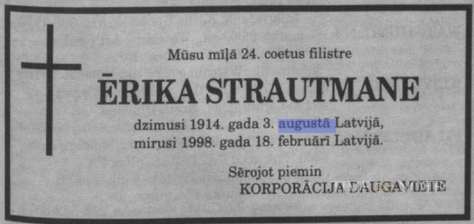 Mūsu mīļā 24. coetus filistre
ĒRIKA STRAUTMANE
dzimusi 1914. gada 3. augustā Latvijā,
mirusi 1998. gada 18. februārī Latvijā.
Sērojot piemin
KORPORĀCIJA DAUGAVIETE